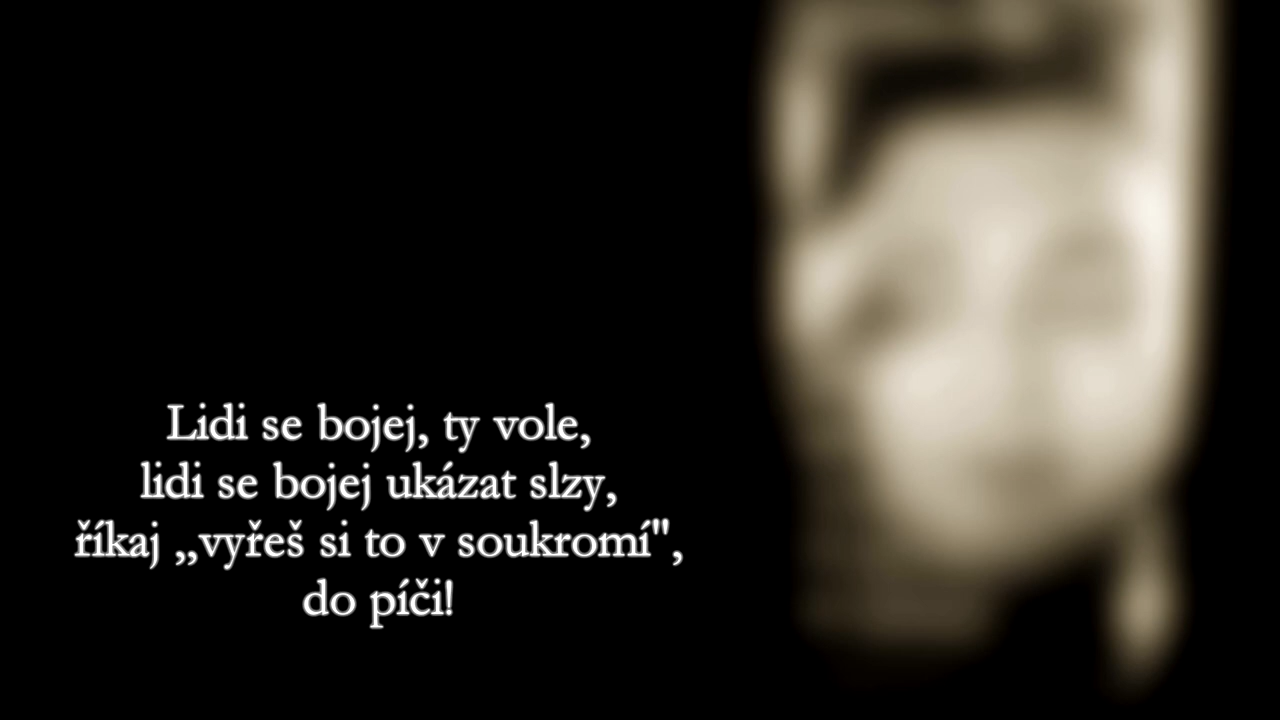 Lidi se bojej, ty vole,
lidi se bojej ukázat slzy,
říkaj ,,vyřeš si to v soukromí",
do píči!